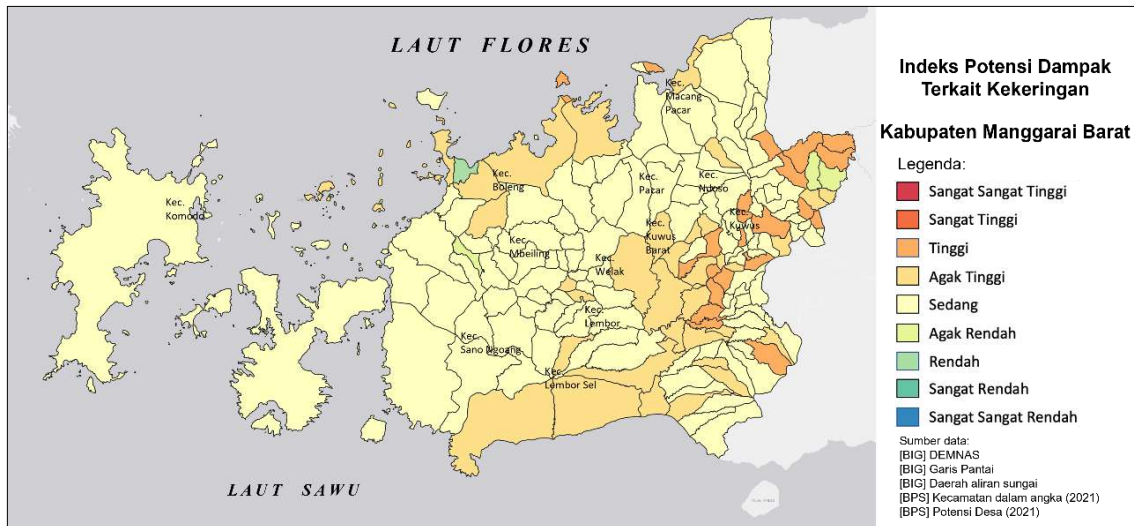 LAUT FLORES
Kec.
Macang
Pacar
Kec.
Boleng
Kec.
Pacar
Kec.
Ndoso
Kec.
Komodo
Kec.
Kuwus
Kec.
Kuwus
Barat
Kec.
Mbeiling
Kec.
Welak
Kec.
Lembor
Kec.
Sano Ngoang
Kec.
Lembor Sel
LAUT SAWU
Indeks Potensi Dampak
Terkait Kekeringan
Kabupaten Manggarai Barat
Legenda:
Sangat Sangat Tinggi
Sangat Tinggi
Tinggi
Agak Tinggi
Sedang
Agak Rendah
Rendah
Sangat Rendah
Sangat Sangat Rendah
Sumber data:
[BIG] DEMNAS
[BIG] Garis Pantai
[BIG] Daerah aliran sungai
[BPS] Kecamatan dalam angka (2021)
[BPS] Potensi Desa (2021)